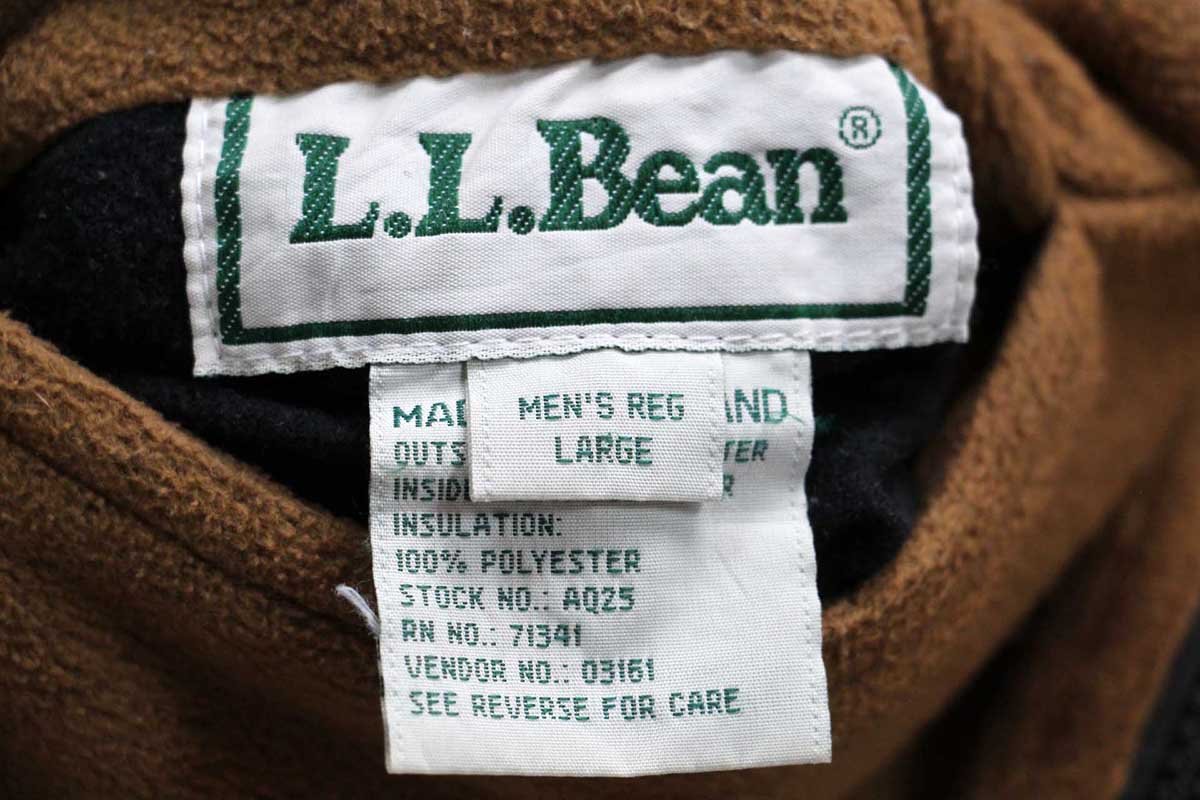 L.L.Bean®
MEN'S REG
LARGE
INSULATION:
100% POLYESTER
STOCK NO.: AQ25
RN NO.: 71341
VENDOR NO.: 03161
SEE REVERSE FOR CARE